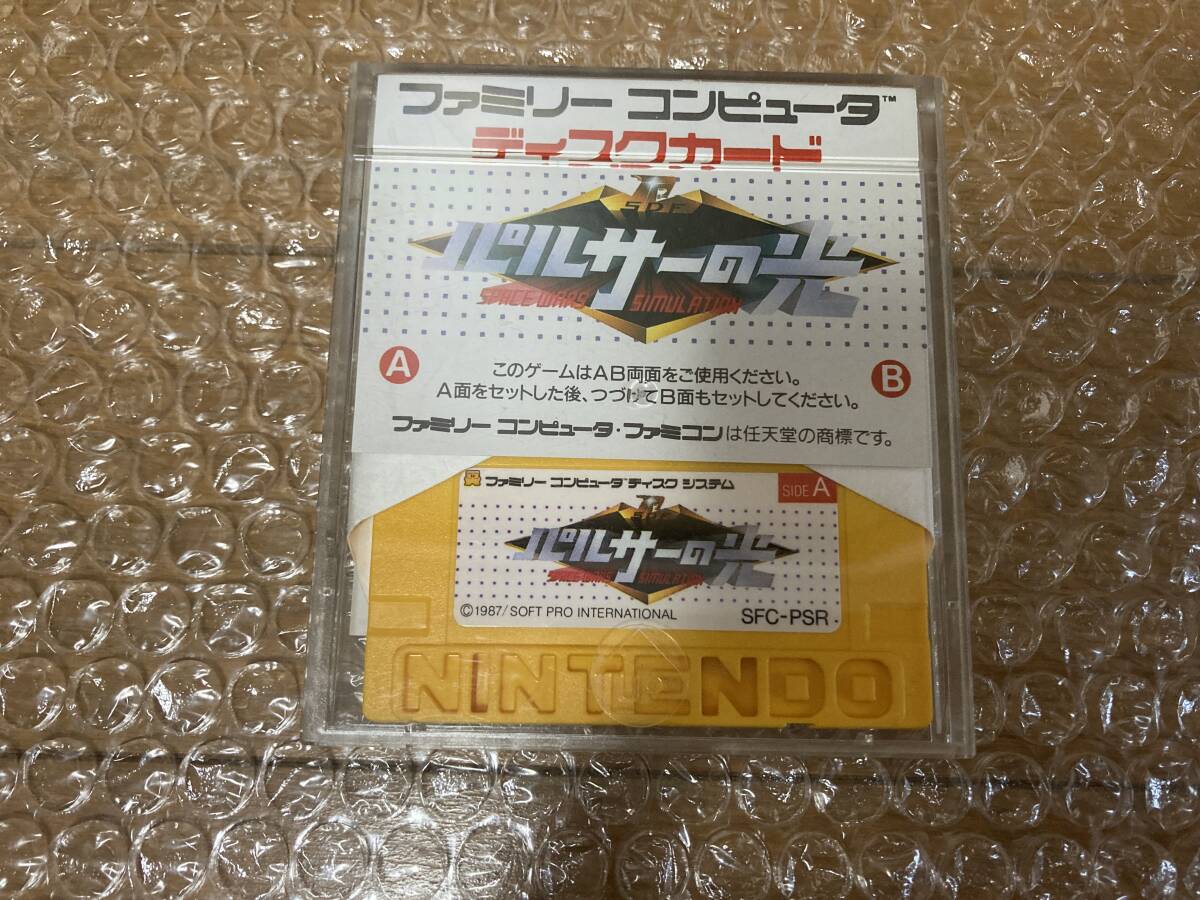 ファミリー コンピュータ™
ディスクカード
SDF
パルサーの光
SPACE WARS SIMULATION
A
B
このゲームはAB両面をご使用ください。
A面をセットした後、つづけてB面もセットしてください。
ファミリー コンピュータ・ファミコンは任天堂の商標です。
ファミリー コンピュータ™ ディスク システム
SIDE A
SDF
パルサーの光
SPACE WARS SIMULATION
©1987/ SOFT PRO INTERNATIONAL
SFC-PSR
NINTENDO